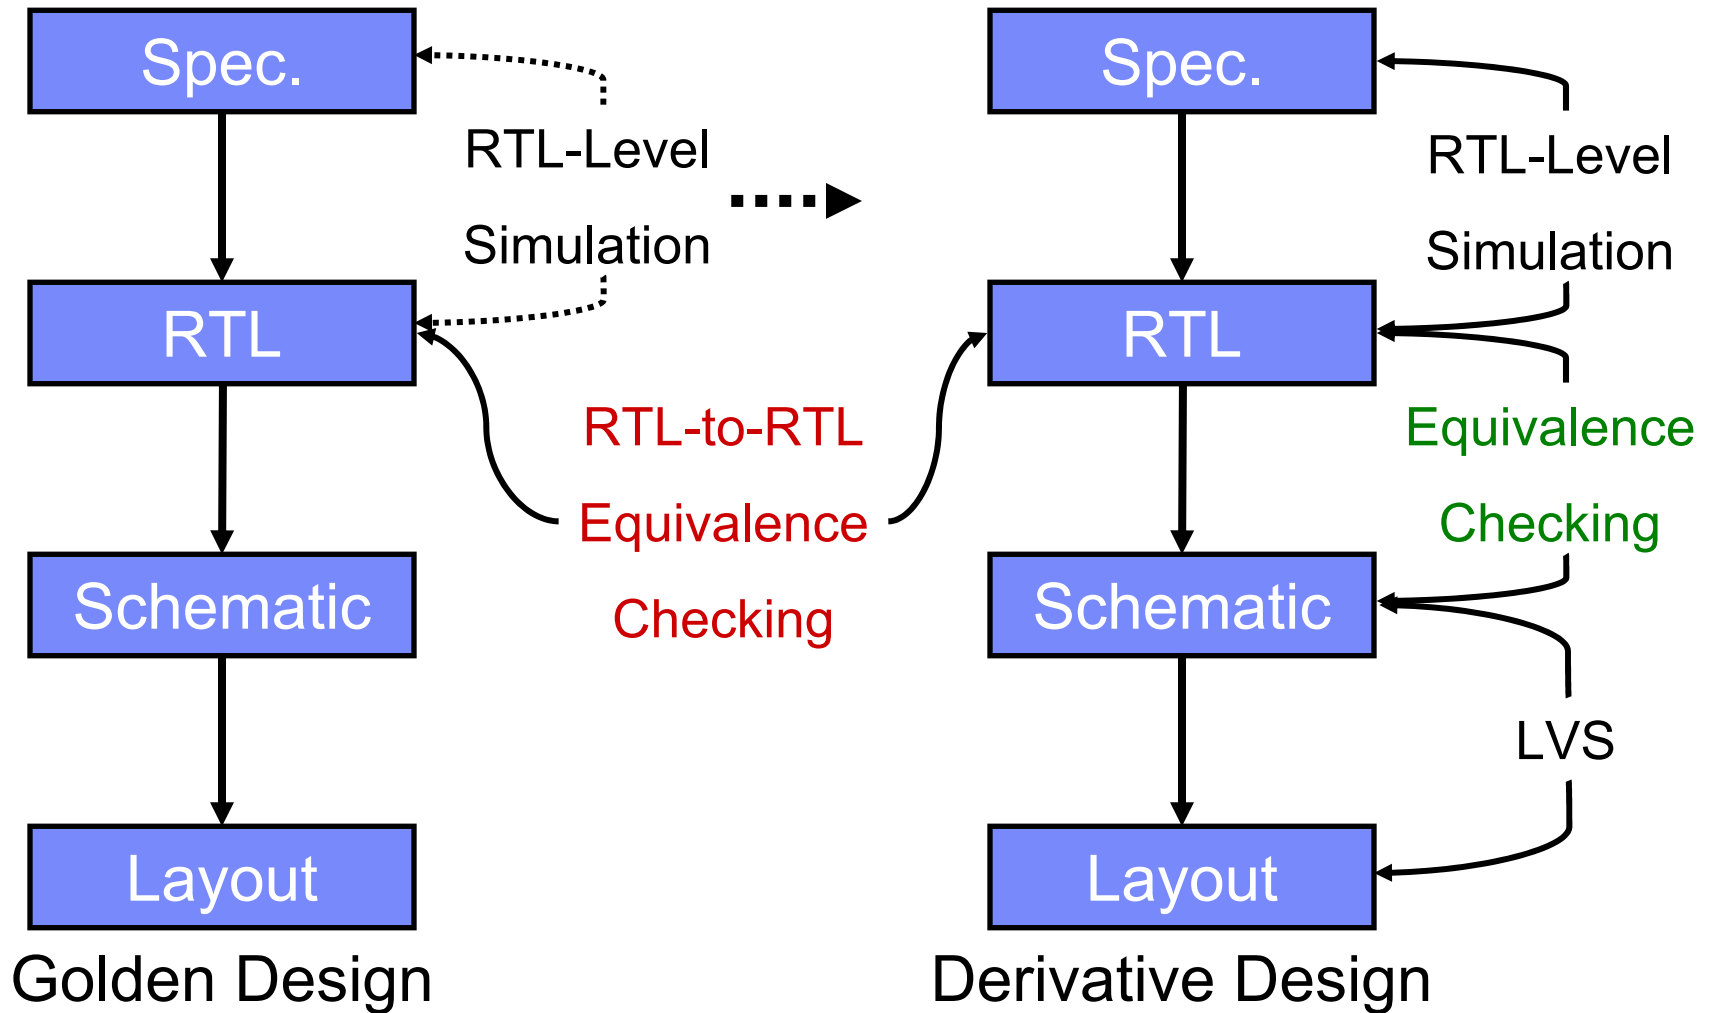 Spec.
RTL-Level
Simulation
RTL
Schematic
Layout
Golden Design
RTL-to-RTL
Equivalence
Checking
Spec.
RTL-Level
Simulation
RTL
Equivalence
Checking
Schematic
LVS
Layout
Derivative Design